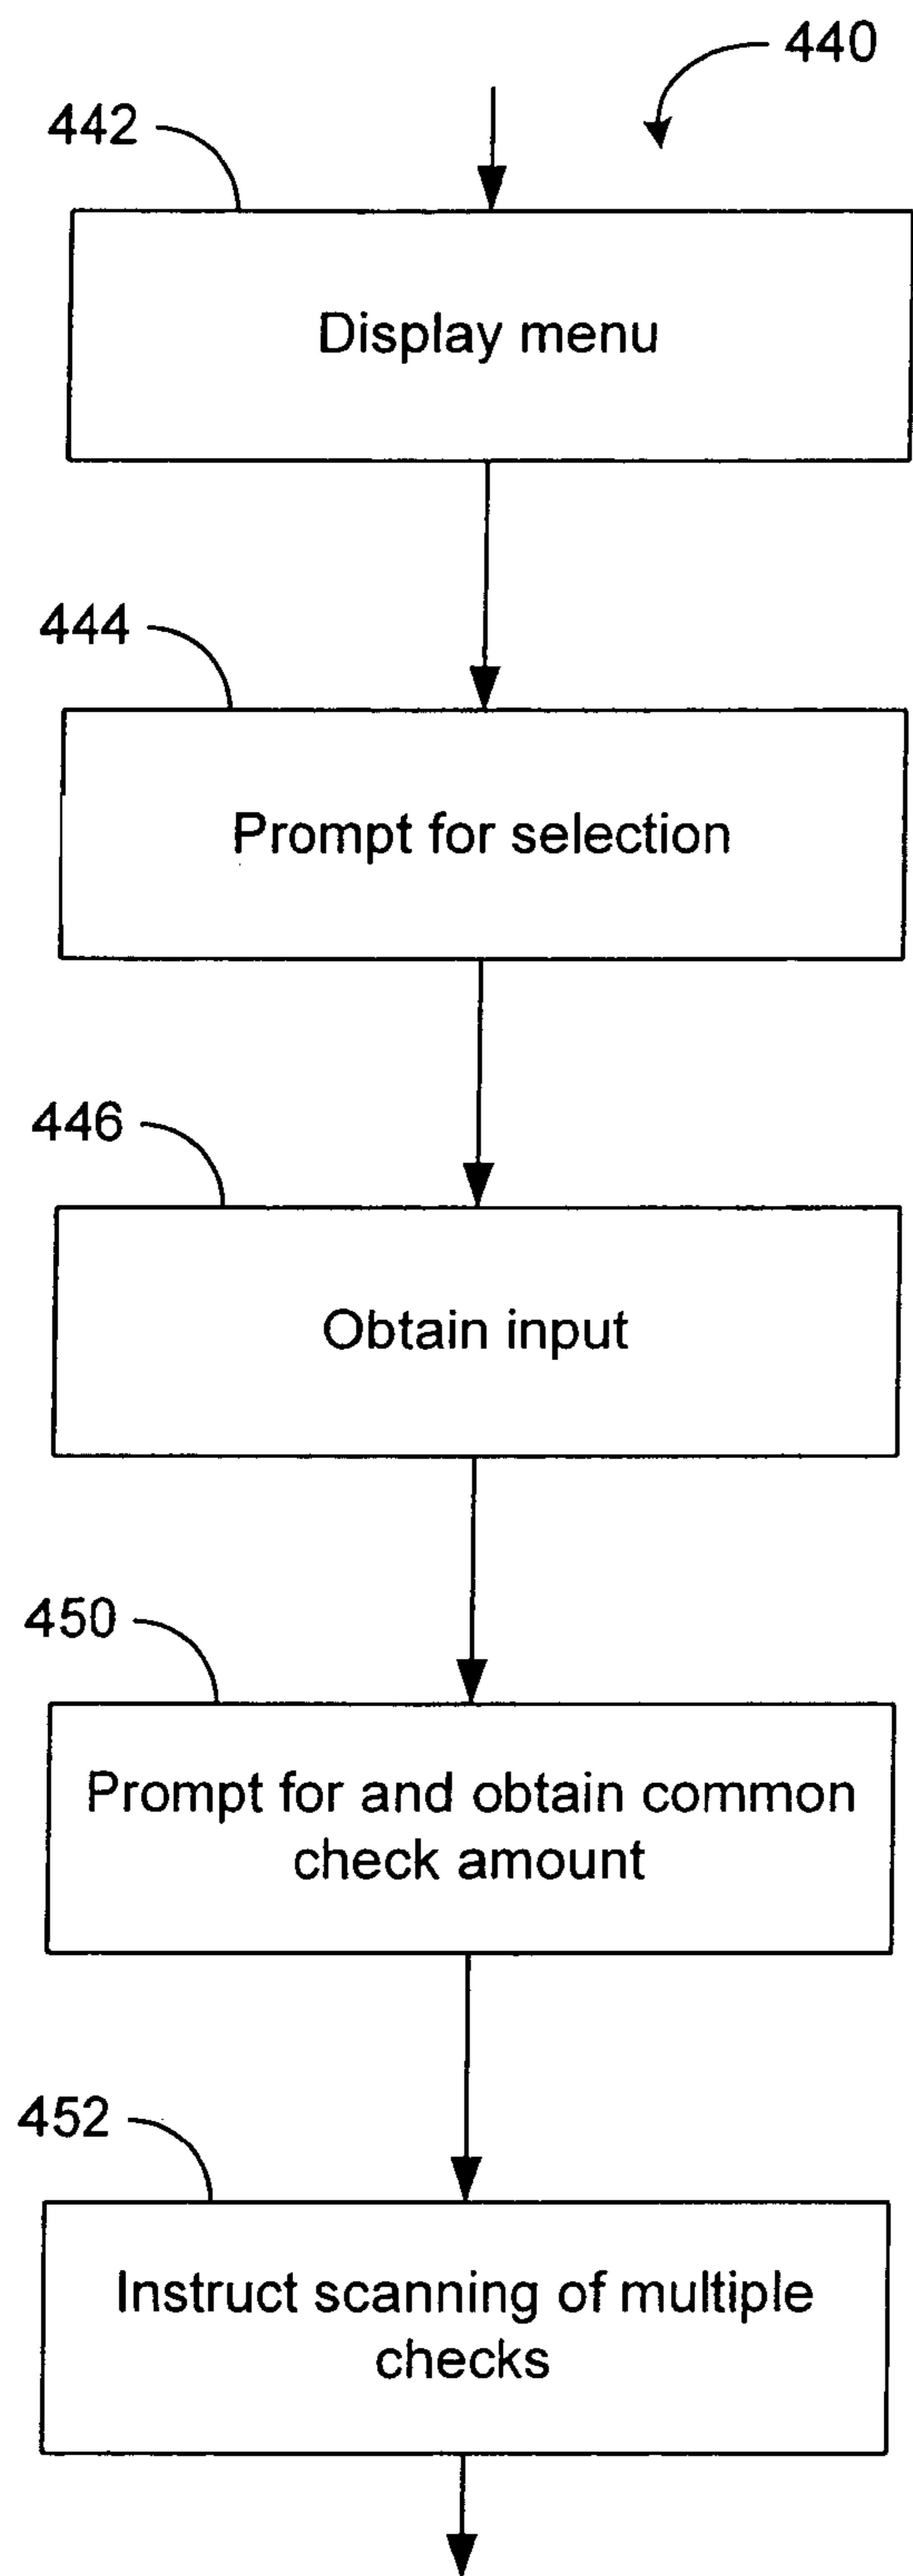 440
442
Display menu
444
Prompt for selection
446
Obtain input
450
Prompt for and obtain common
check amount
452
Instruct scanning of multiple
checks